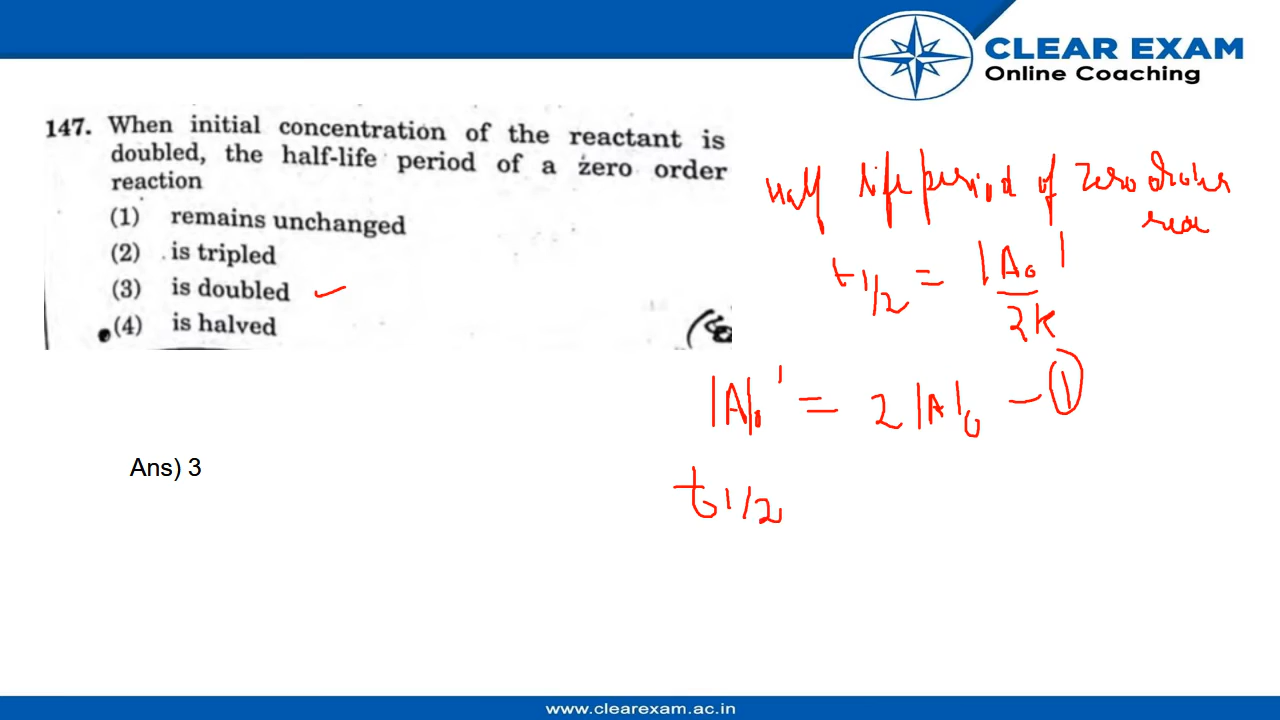 CLEAR EXAM
Online Coaching
147. When initial concentration of the reactant is
doubled, the half-life period of a zero order
reaction
(1) remains unchanged
(2) is tripled
(3) is doubled
(4) is halved
Ans) 3
Half life period of zero
t1/2 = |A₀|
2k
|A|₀' = 2|A|₀ - ①
t1/2
www.clearexam.ac.in